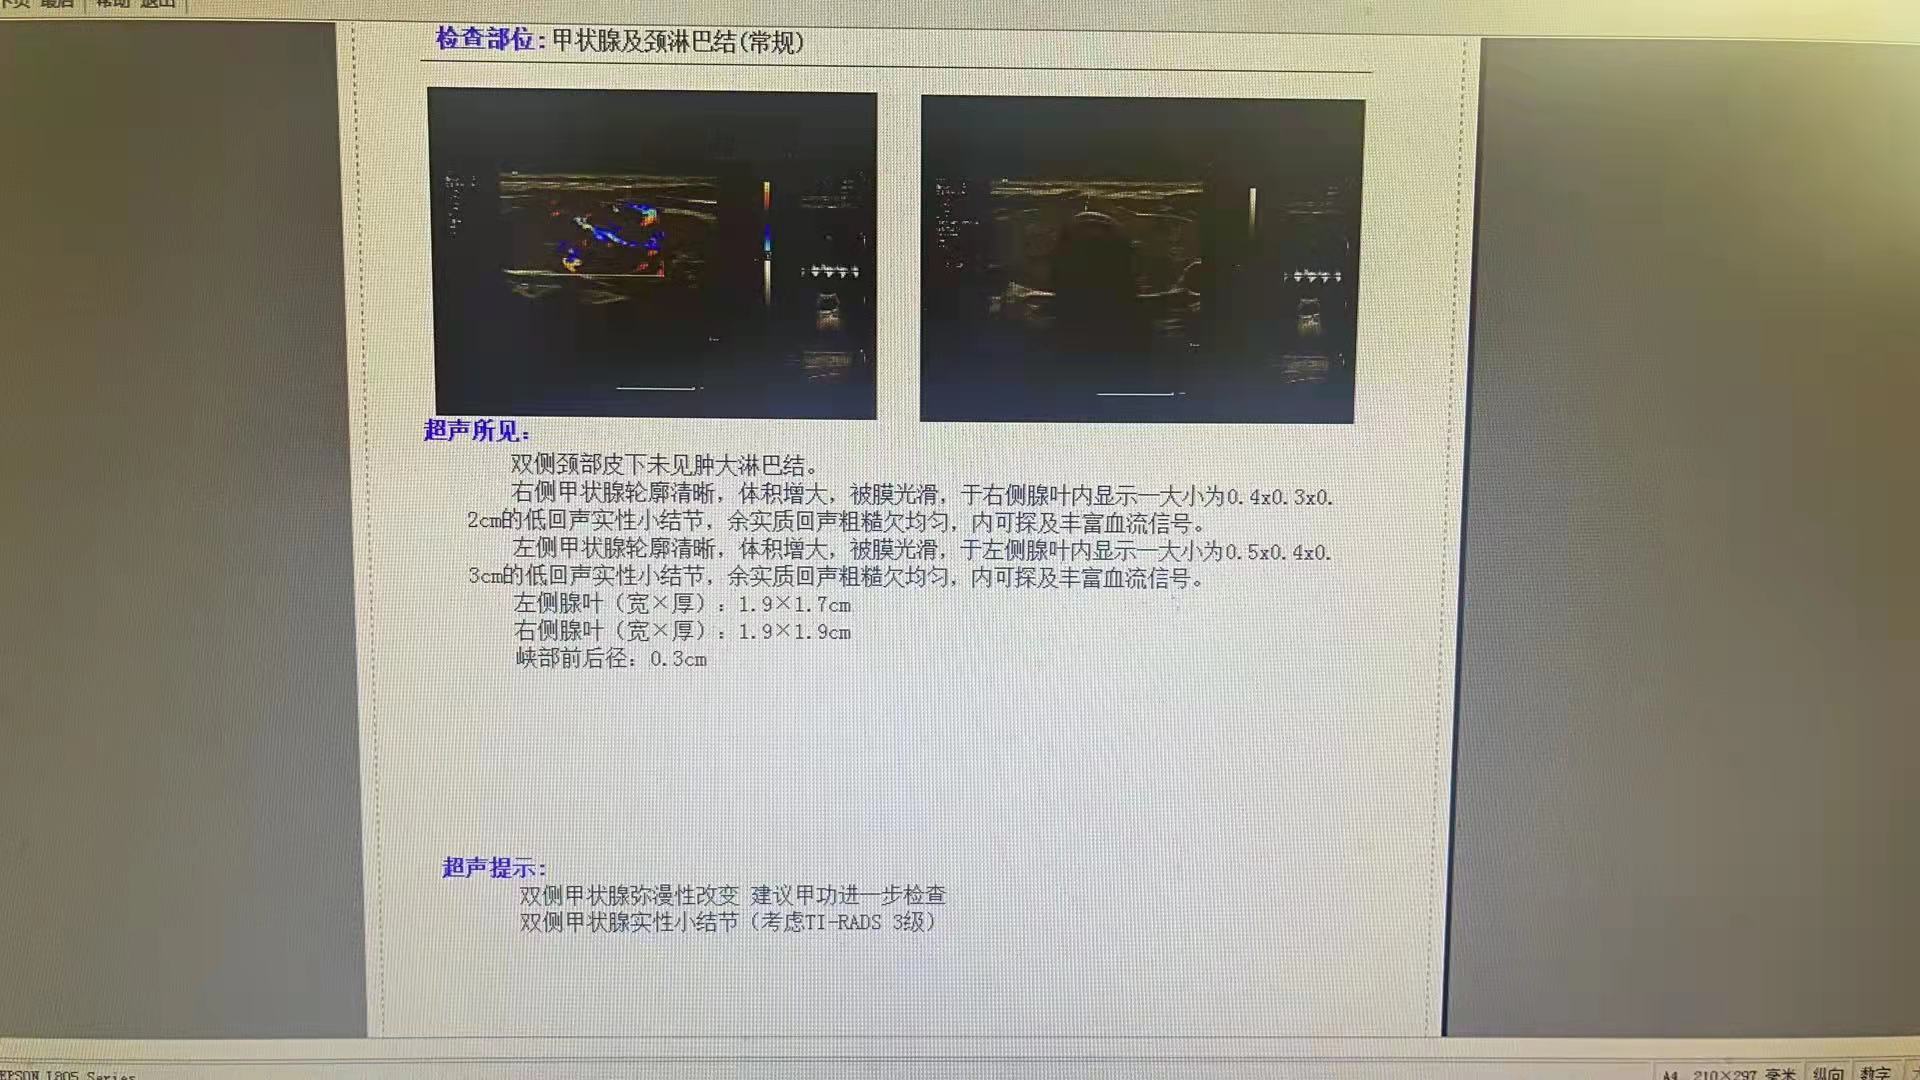 最后 帮助 退出
检查部位:甲状腺及颈淋巴结(常规)
超声所见:
双侧颈部皮下未见肿大淋巴结。
右侧甲状腺轮廓清晰，体积增大，被膜光滑，于右侧腺叶内显示一大小为0.4x0.3x0.
2cm的低回声实性小结节，余实质回声粗糙欠均匀，内可探及丰富血流信号。
左侧甲状腺轮廓清晰，体积增大，被膜光滑，于左侧腺叶内显示一大小为0.5x0.4x0.
3cm的低回声实性小结节，余实质回声粗糙欠均匀，内可探及丰富血流信号。
左侧腺叶（宽×厚）：1.9×1.7cm
右侧腺叶（宽×厚）：1.9×1.9cm
峡部前后径：0.3cm
超声提示:
双侧甲状腺弥漫性改变 建议甲功进一步检查
双侧甲状腺实性小结节（考虑TI-RADS 3级）
EPSON L805 Series
A4 210×297 毫米 纵向 数字